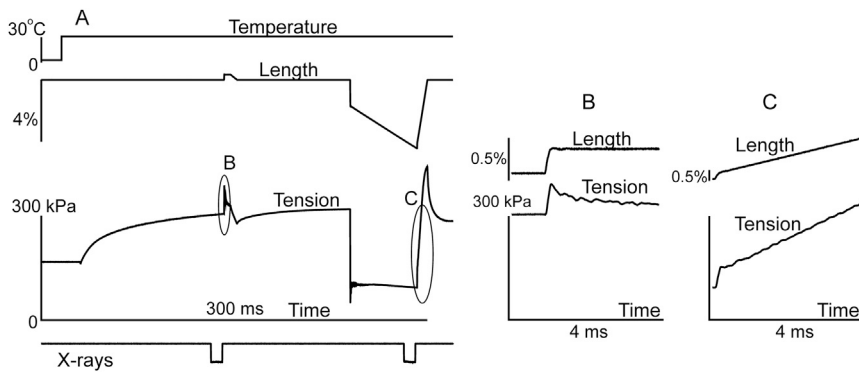 A
30°C
Temperature
0
Length
4%
B
Tension
C
300 kPa
300 ms
Time
0
X-rays
B
Length
0.5%
Tension
300 kPa
Time
4 ms
C
Length
0.5%
Tension
Time
4 ms